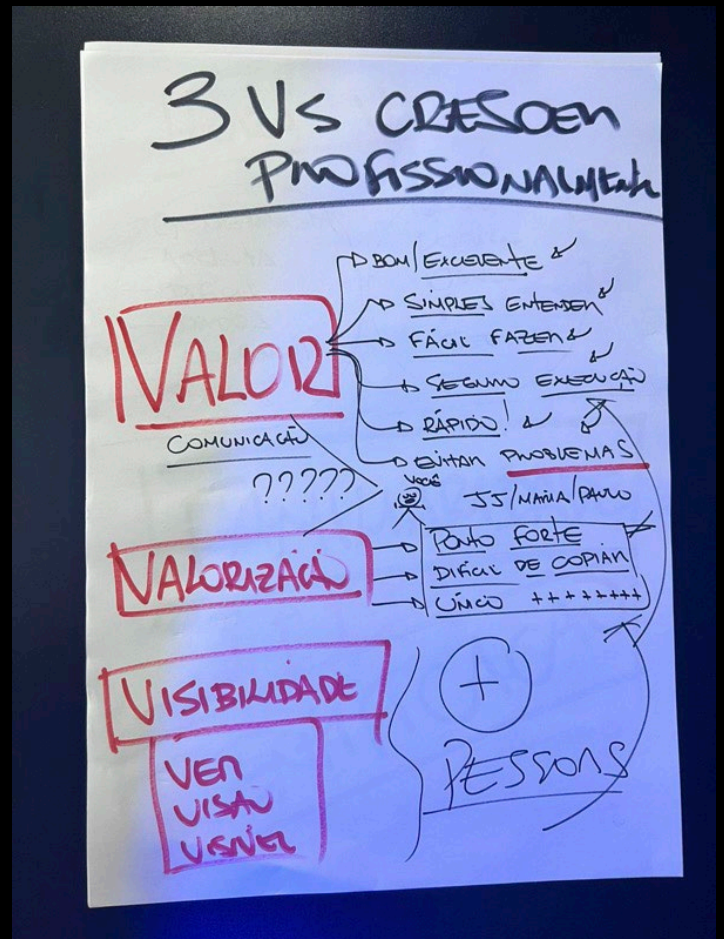 3 Vs CRESCER
PROFISSIONALMENTE
VALOR
BOM/EXCELENTE
SIMPLES ENTENDER
FÁCIL FAZER
SEGURO EXECUÇÃO
RÁPIDO!
EVITAR PROBLEMAS
COMUNICAÇÃO
?????
VOCÊ
JJ/MARIA/PAULO
VALORIZAÇÃO
PONTO FORTE
DIFÍCIL DE COPIAR
ÚNICO ++++++++
VISIBILIDADE
VER
VISÃO
VISÍVEL
+
PESSOAS